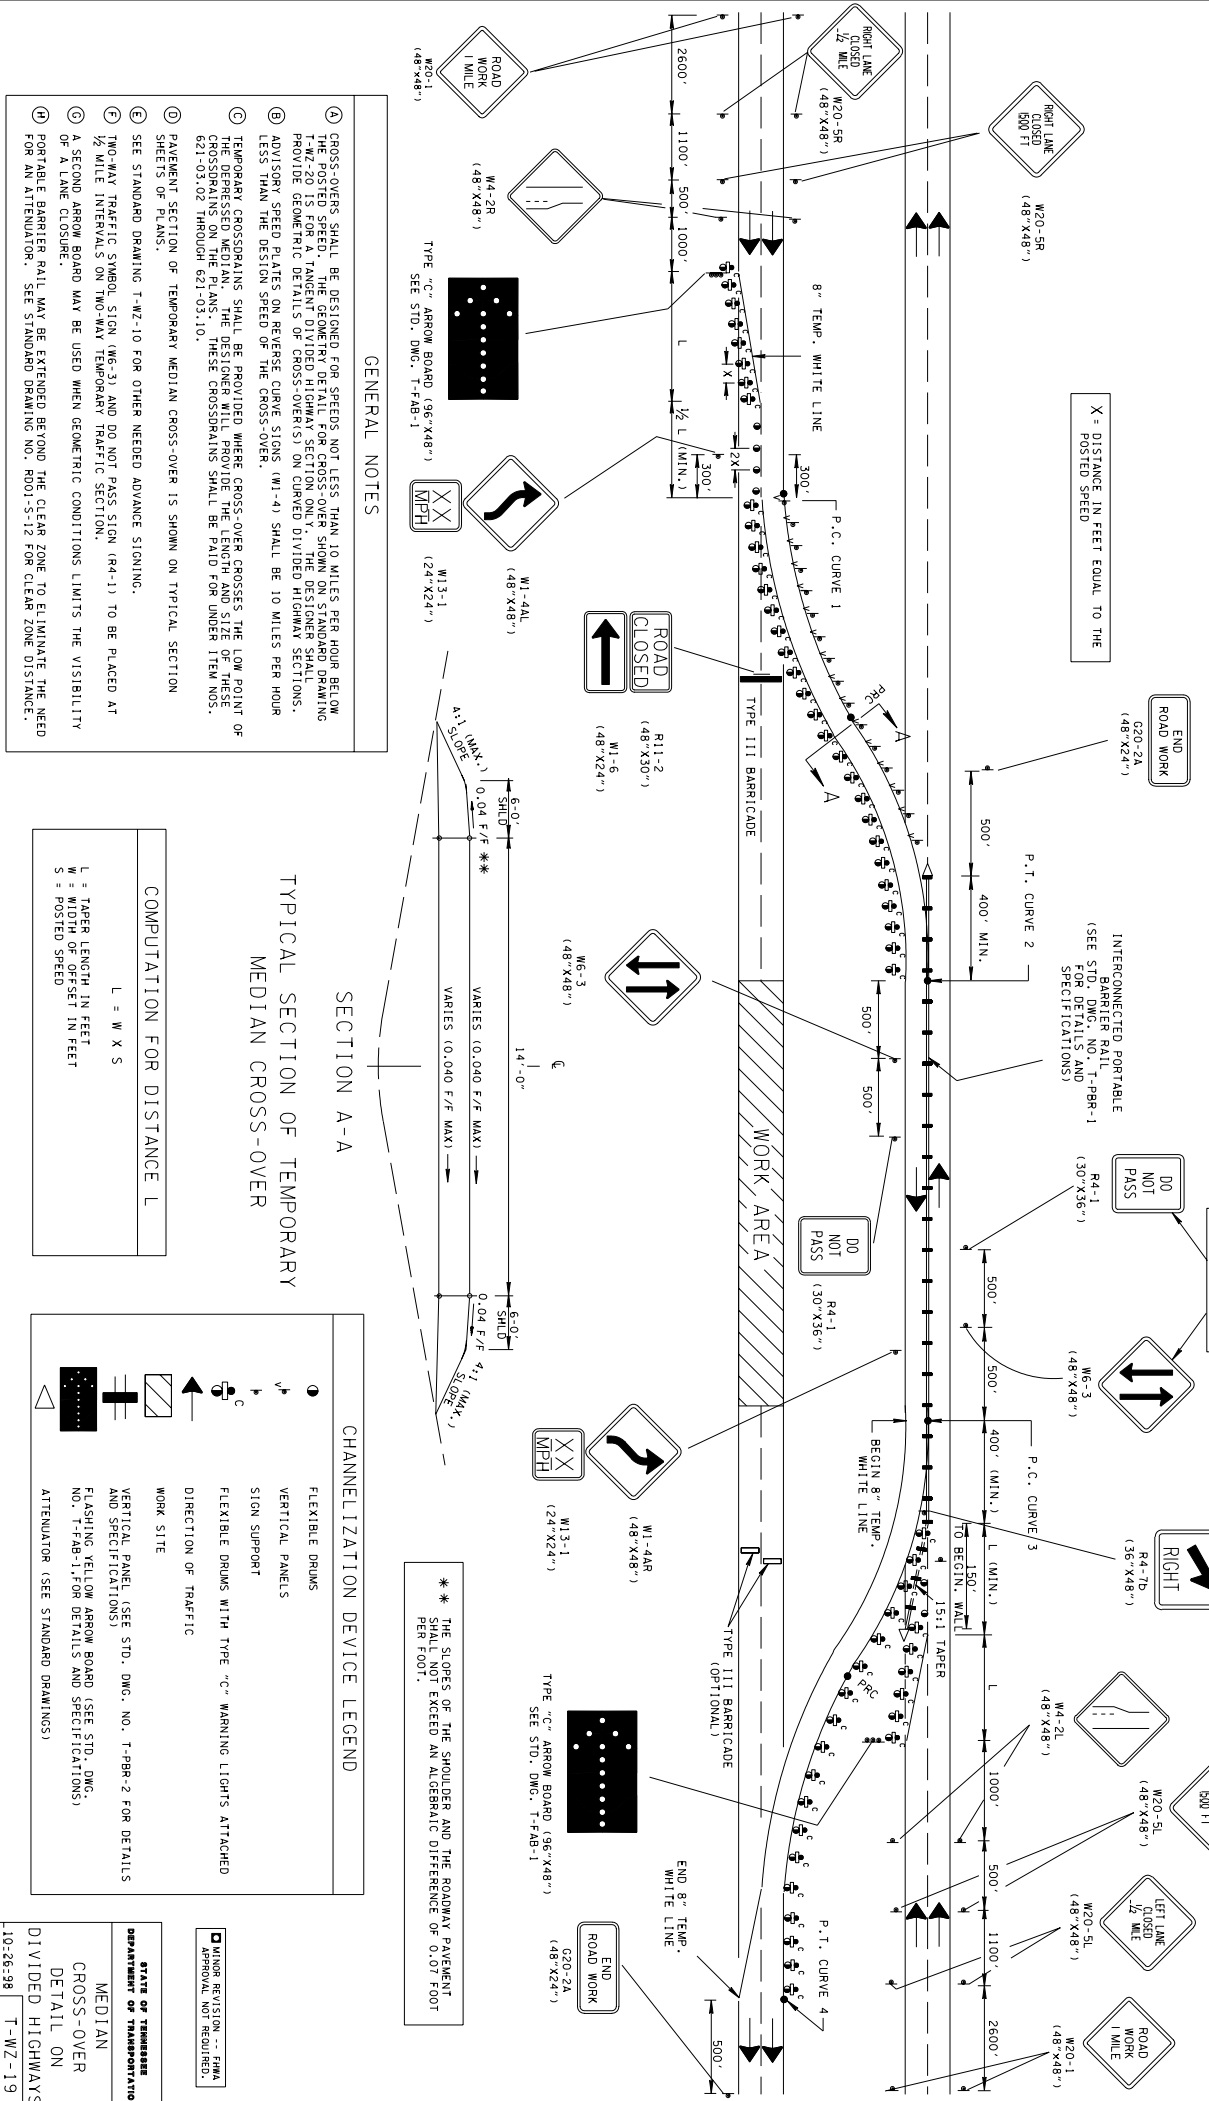 X = DISTANCE IN FEET EQUAL TO THE
POSTED SPEED
ROAD
WORK
1 MILE
W20-1
(48"x48")
RIGHT LANE
CLOSED
1/2 MILE
W20-5R
(48"X48")
RIGHT LANE
CLOSED
1500 FT
W20-5R
(48"X48")
W4-2R
(48"X48")
2600'
1100'
500'
1000'
L
½ L (MIN.)
300'
300'
X
2X
8" TEMP. WHITE LINE
TYPE "C" ARROW BOARD (96"X48")
SEE STD. DWG. T-FAB-1
W1-4AL
(48"X48")
XX
MPH
W13-1
(24"X24")
P.C. CURVE 1
PRC
A
A
ROAD
CLOSED
R11-2
(48"X30")
W1-6
(48"X24")
TYPE III BARRICADE
END
ROAD WORK
G20-2A
(48"X24")
500'
400' MIN.
P.T. CURVE 2
INTERCONNECTED PORTABLE
BARRIER RAIL
(SEE STD. DWG. NO. T-PBR-1
FOR DETAILS AND
SPECIFICATIONS)
W6-3
(48"X48")
500'
500'
WORK AREA
DO
NOT
PASS
R4-1
(30"X36")
DO
NOT
PASS
R4-1
(30"X36")
500'
500'
W6-3
(48"X48")
400' (MIN.)
L (MIN.)
P.C. CURVE 3
150'
TO BEGIN. WALL
15:1 TAPER
BEGIN 8" TEMP.
WHITE LINE
RIGHT
R4-7b
(36"X48")
W1-4AR
(48"X48")
XX
MPH
W13-1
(24"X24")
TYPE III BARRICADE
(OPTIONAL)
PRC
L
1000'
500'
1100'
2600'
W4-2L
(48"X48")
1500 FT
W20-5L
(48"X48")
LEFT LANE
CLOSED
1/2 MILE
W20-5L
(48"X48")
ROAD
WORK
1 MILE
W20-1
(48"x48")
TYPE "C" ARROW BOARD (96"X48")
SEE STD. DWG. T-FAB-1
END 8" TEMP.
WHITE LINE
P.T. CURVE 4
END
ROAD WORK
G20-2A
(48"X24")
500'
GENERAL NOTES
A CROSS-OVERS SHALL BE DESIGNED FOR SPEEDS NOT LESS THAN 10 MILES PER HOUR BELOW
THE POSTED SPEED. THE GEOMETRY DETAIL FOR CROSS-OVER SHOWN ON STANDARD DRAWING
T-WZ-20 IS FOR A TANGENT DIVIDED HIGHWAY SECTION ONLY. THE DESIGNER SHALL
PROVIDE GEOMETRIC DETAILS OF CROSS-OVER(S) ON CURVED DIVIDED HIGHWAY SECTIONS.
B ADVISORY SPEED PLATES ON REVERSE CURVE SIGNS (W1-4) SHALL BE 10 MILES PER HOUR
LESS THAN THE DESIGN SPEED OF THE CROSS-OVER.
C TEMPORARY CROSSDRAINS SHALL BE PROVIDED WHERE CROSS-OVER CROSSES THE LOW POINT OF
THE DEPRESSED MEDIAN. THE DESIGNER WILL PROVIDE THE LENGTH AND SIZE OF THESE
CROSSDRAINS ON THE PLANS. THESE CROSSDRAINS SHALL BE PAID FOR UNDER ITEM NOS.
621-03.02 THROUGH 621-03.10.
D PAVEMENT SECTION OF TEMPORARY MEDIAN CROSS-OVER IS SHOWN ON TYPICAL SECTION
SHEETS OF PLANS.
E SEE STANDARD DRAWING T-WZ-10 FOR OTHER NEEDED ADVANCE SIGNING.
F TWO-WAY TRAFFIC SYMBOL SIGN (W6-3) AND DO NOT PASS SIGN (R4-1) TO BE PLACED AT
½ MILE INTERVALS ON TWO-WAY TEMPORARY TRAFFIC SECTION.
G A SECOND ARROW BOARD MAY BE USED WHEN GEOMETRIC CONDITIONS LIMITS THE VISIBILITY
OF A LANE CLOSURE.
H PORTABLE BARRIER RAIL MAY BE EXTENDED BEYOND THE CLEAR ZONE TO ELIMINATE THE NEED
FOR AN ATTENUATOR. SEE STANDARD DRAWING NO. RD01-S-12 FOR CLEAR ZONE DISTANCE.
4:1 (MAX.)
SLOPE
6'-0"
SHLD
0.04 F/F **
14'-0"
℄
VARIES (0.040 F/F MAX)
VARIES (0.040 F/F MAX)
6'-0"
SHLD
0.04 F/F
4:1 (MAX.)
SLOPE
SECTION A-A
TYPICAL SECTION OF TEMPORARY
MEDIAN CROSS-OVER
COMPUTATION FOR DISTANCE L
L = W X S
L = TAPER LENGTH IN FEET
W = WIDTH OF OFFSET IN FEET
S = POSTED SPEED
CHANNELIZATION DEVICE LEGEND
FLEXIBLE DRUMS
V VERTICAL PANELS
SIGN SUPPORT
C FLEXIBLE DRUMS WITH TYPE "C" WARNING LIGHTS ATTACHED
DIRECTION OF TRAFFIC
WORK SITE
VERTICAL PANEL (SEE STD. DWG. NO. T-PBR-2 FOR DETAILS
AND SPECIFICATIONS)
FLASHING YELLOW ARROW BOARD (SEE STD. DWG.
NO. T-FAB-1,FOR DETAILS AND SPECIFICATIONS)
ATTENUATOR (SEE STANDARD DRAWINGS)
** THE SLOPES OF THE SHOULDER AND THE ROADWAY PAVEMENT
SHALL NOT EXCEED AN ALGEBRAIC DIFFERENCE OF 0.07 FOOT
PER FOOT.
MINOR REVISION -- FHWA
APPROVAL NOT REQUIRED.
STATE OF TENNESSEE
DEPARTMENT OF TRANSPORTATIO
MEDIAN
CROSS-OVER
DETAIL ON
DIVIDED HIGHWAYS
10-26-98
T-WZ-19